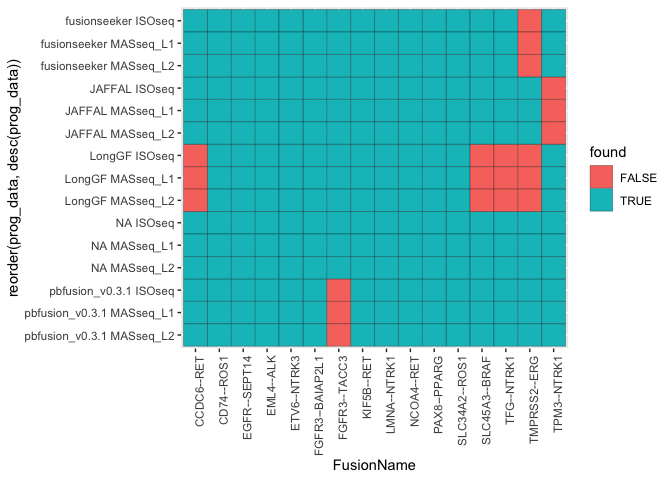 reorder(prog_data, desc(prog_data))
fusionseeker ISOseq
fusionseeker MASseq_L1
fusionseeker MASseq_L2
JAFFAL ISOseq
JAFFAL MASseq_L1
JAFFAL MASseq_L2
LongGF ISOseq
LongGF MASseq_L1
LongGF MASseq_L2
NA ISOseq
NA MASseq_L1
NA MASseq_L2
pbfusion_v0.3.1 ISOseq
pbfusion_v0.3.1 MASseq_L1
pbfusion_v0.3.1 MASseq_L2
CCDC6--RET
CD74--ROS1
EGFR--SEPT14
EML4--ALK
ETV6--NTRK3
FGFR3--BAIAP2L1
FGFR3--TACC3
KIF5B--RET
LMNA--NTRK1
NCOA4--RET
PAX8--PPARG
SLC34A2--ROS1
SLC45A3--BRAF
TFG--NTRK1
TMPRSS2--ERG
TPM3--NTRK1
FusionName
found
FALSE
TRUE